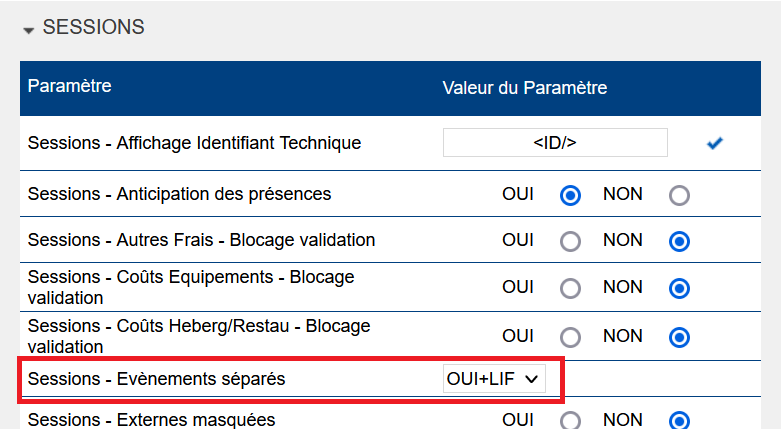 SESSIONS
Paramètre Valeur du Paramètre
Sessions - Affichage Identifiant Technique <ID/>
Sessions - Anticipation des présences OUI NON
Sessions - Autres Frais - Blocage validation OUI NON
Sessions - Coûts Equipements - Blocage
validation OUI NON
Sessions - Coûts Heberg/Restau - Blocage
validation OUI NON
Sessions - Evènements séparés OUI+LIF
Sessions - Externes masquées OUI NON